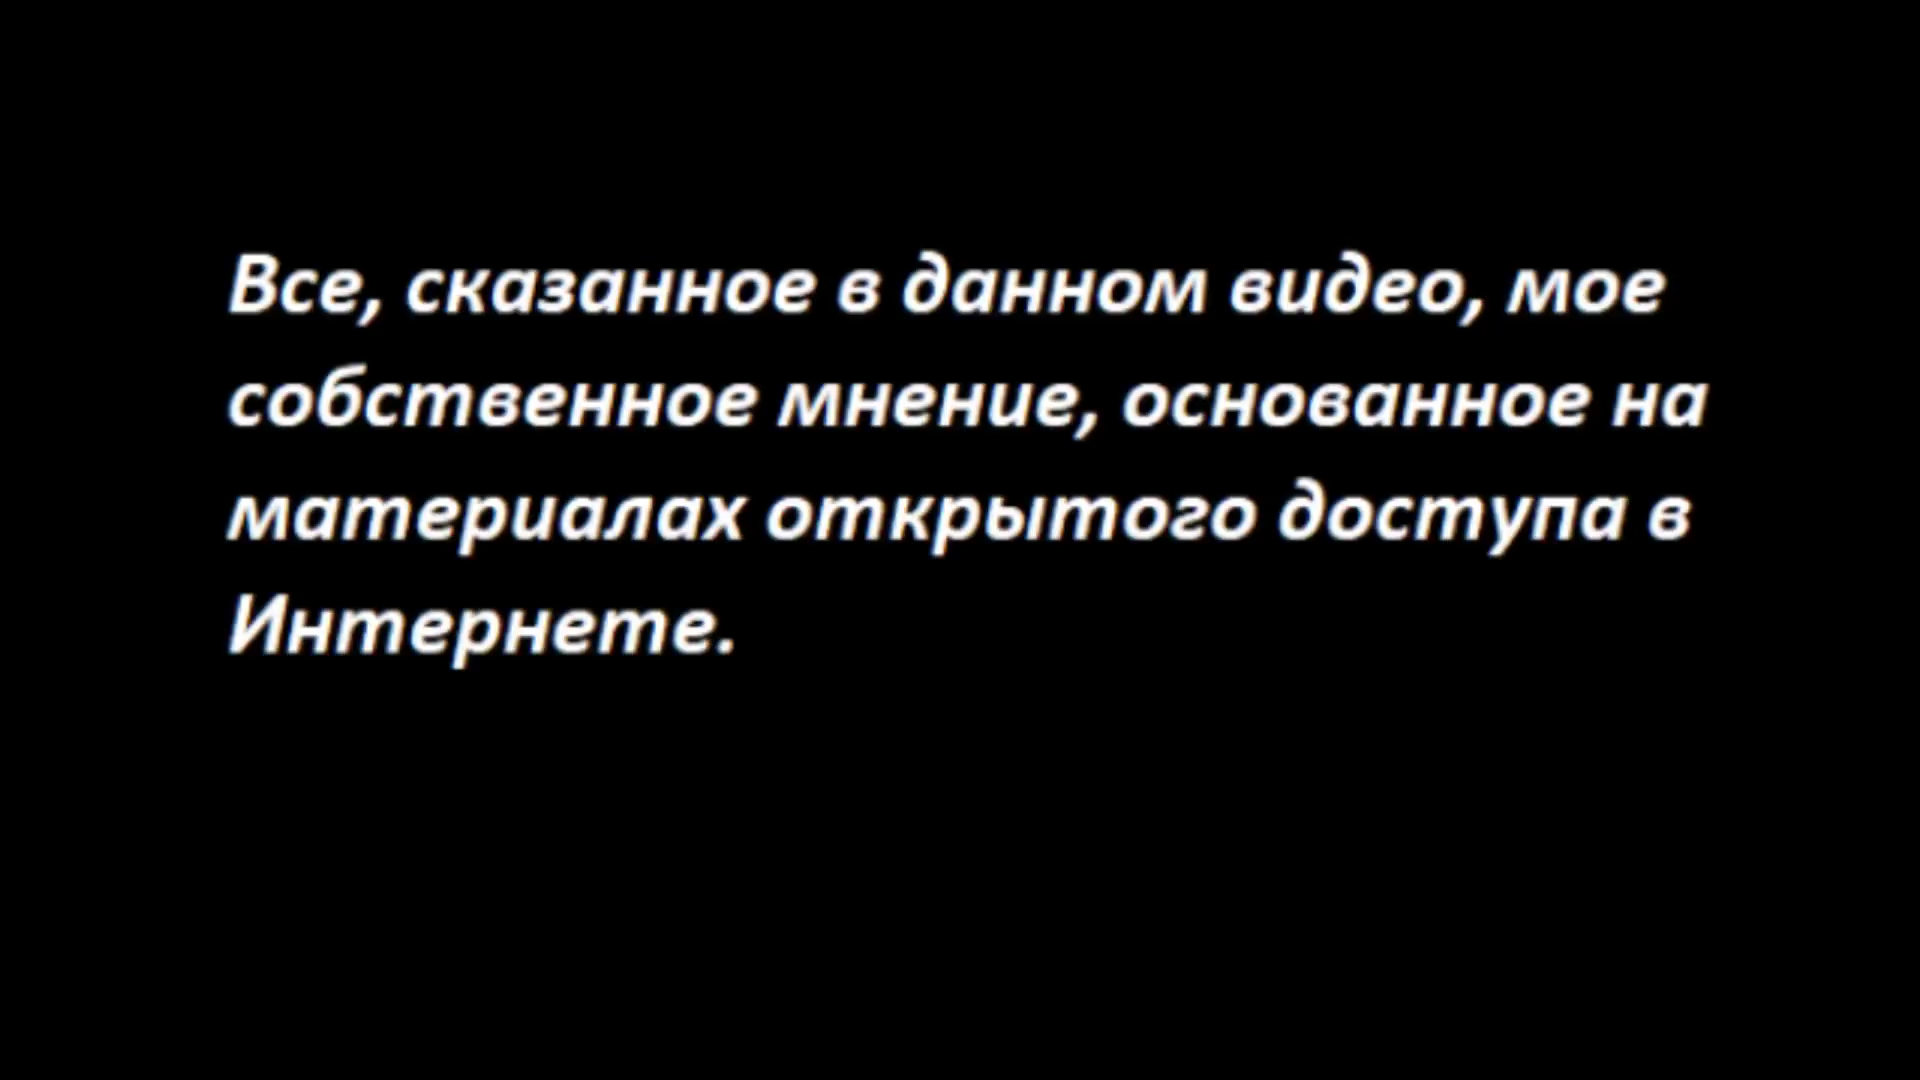 Все, сказанное в данном видео, мое
собственное мнение, основанное на
материалах открытого доступа в
Интернете.